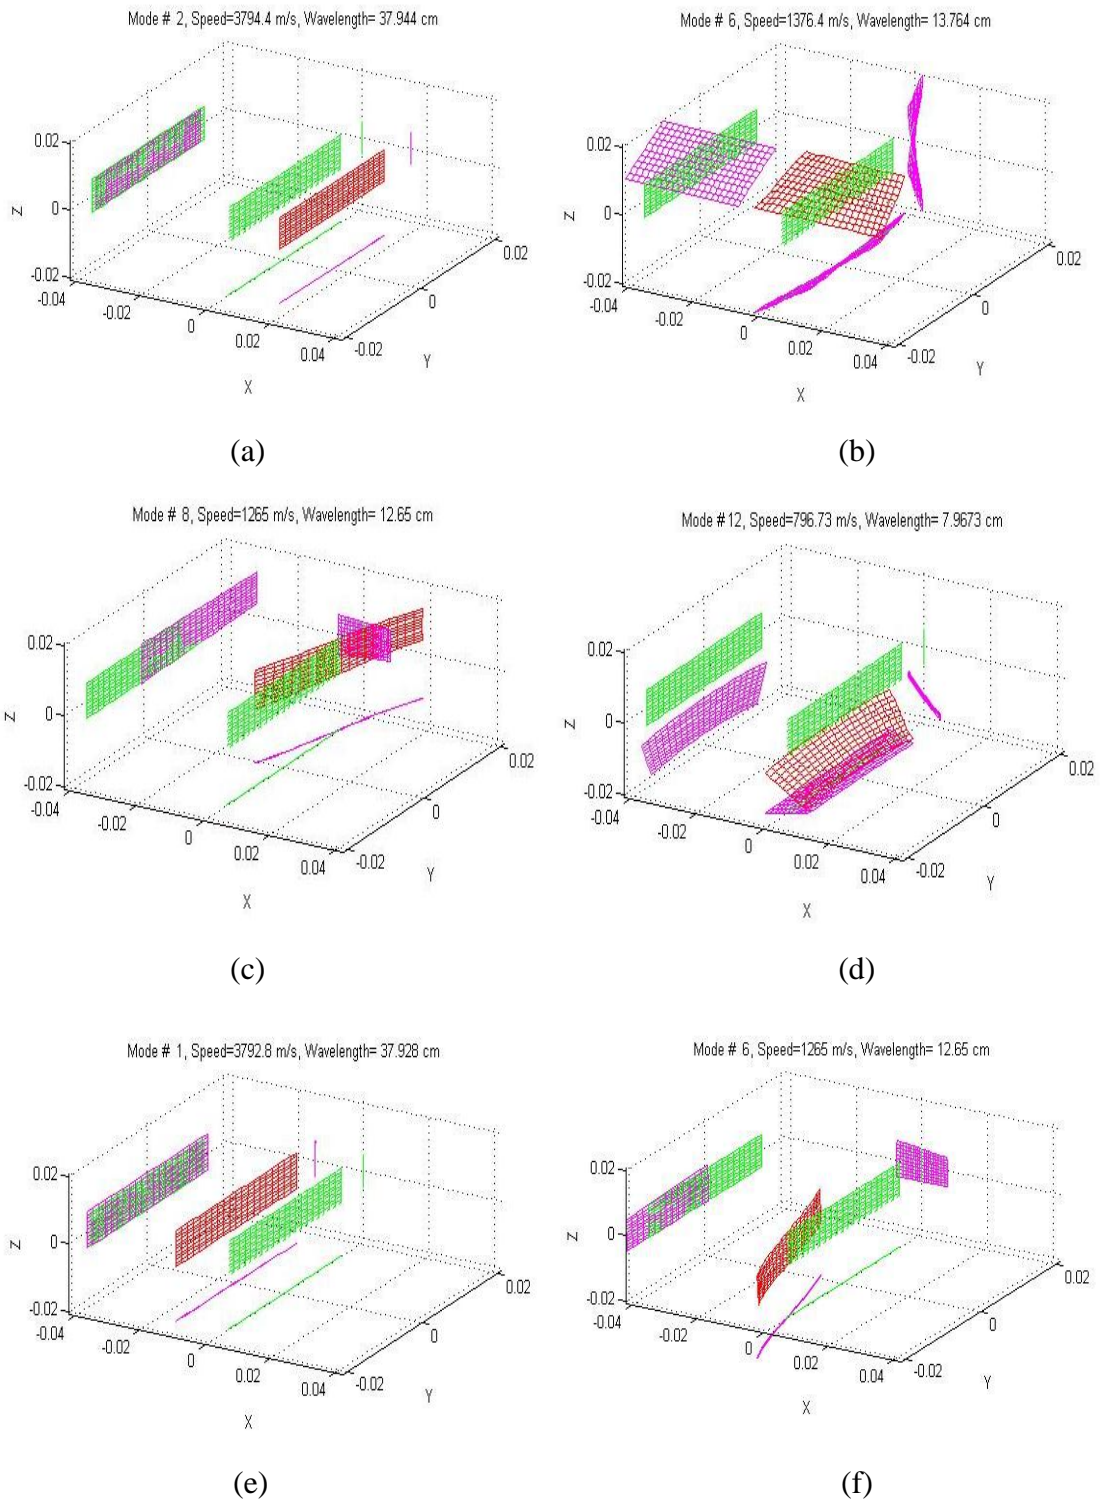 Mode # 2, Speed=3794.4 m/s, Wavelength= 37.944 cm
0.02
0
-0.02
Z
-0.04
-0.02
0
0.02
0.04
X
-0.02
0
0.02
Y
(a)
Mode # 6, Speed=1376.4 m/s, Wavelength= 13.764 cm
0.02
0
-0.02
Z
-0.04
-0.02
0
0.02
0.04
X
-0.02
0
0.02
Y
(b)
Mode # 8, Speed=1265 m/s, Wavelength= 12.65 cm
0.02
0
-0.02
Z
-0.04
-0.02
0
0.02
0.04
X
-0.02
0
0.02
Y
(c)
Mode # 12, Speed=796.73 m/s, Wavelength= 7.9673 cm
0.02
0
-0.02
Z
-0.04
-0.02
0
0.02
0.04
X
-0.02
0
0.02
Y
(d)
Mode # 1, Speed=3792.8 m/s, Wavelength= 37.928 cm
0.02
0
-0.02
Z
-0.04
-0.02
0
0.02
0.04
X
-0.02
0
0.02
Y
(e)
Mode # 6, Speed=1265 m/s, Wavelength= 12.65 cm
0.02
0
-0.02
Z
-0.04
-0.02
0
0.02
0.04
X
-0.02
0
0.02
Y
(f)